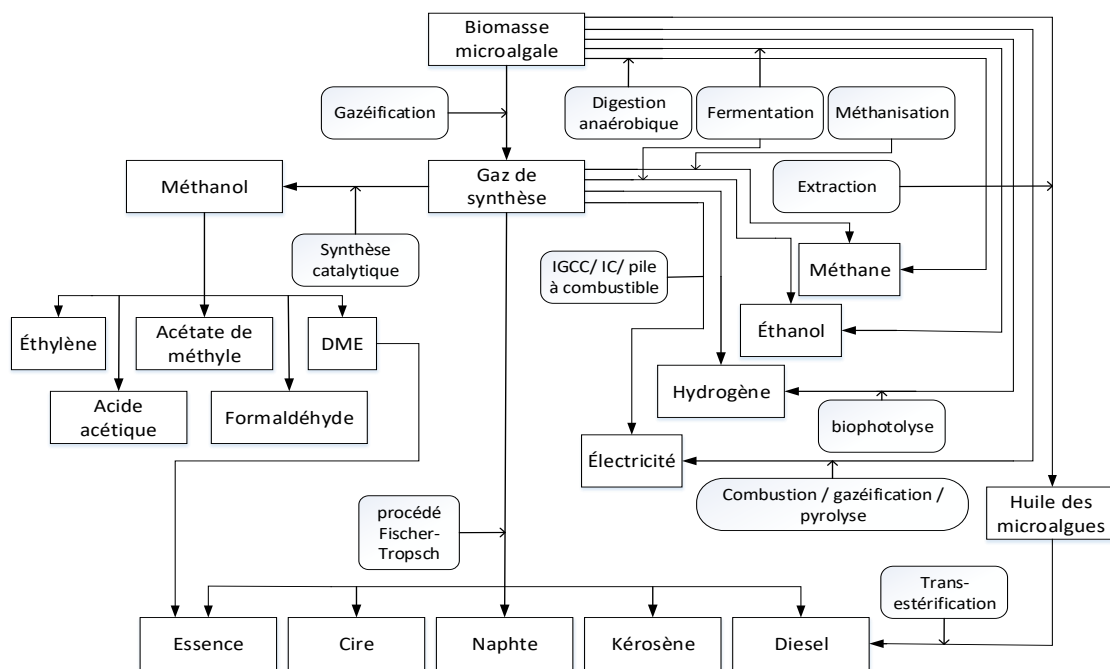 Biomasse
microalgale
Gazéification
Digestion
anaérobique
Fermentation
Méthanisation
Méthanol
Gaz de
synthèse
Extraction
Synthèse
catalytique
IGCC/ IC/ pile
à combustible
Méthane
Éthylène
Acétate de
méthyle
DME
Éthanol
Acide
acétique
Formaldéhyde
Hydrogène
biophotolyse
Électricité
Combustion / gazéification /
pyrolyse
Huile des
microalgues
procédé
Fischer-
Tropsch
Trans-
estérification
Essence
Cire
Naphte
Kérosène
Diesel